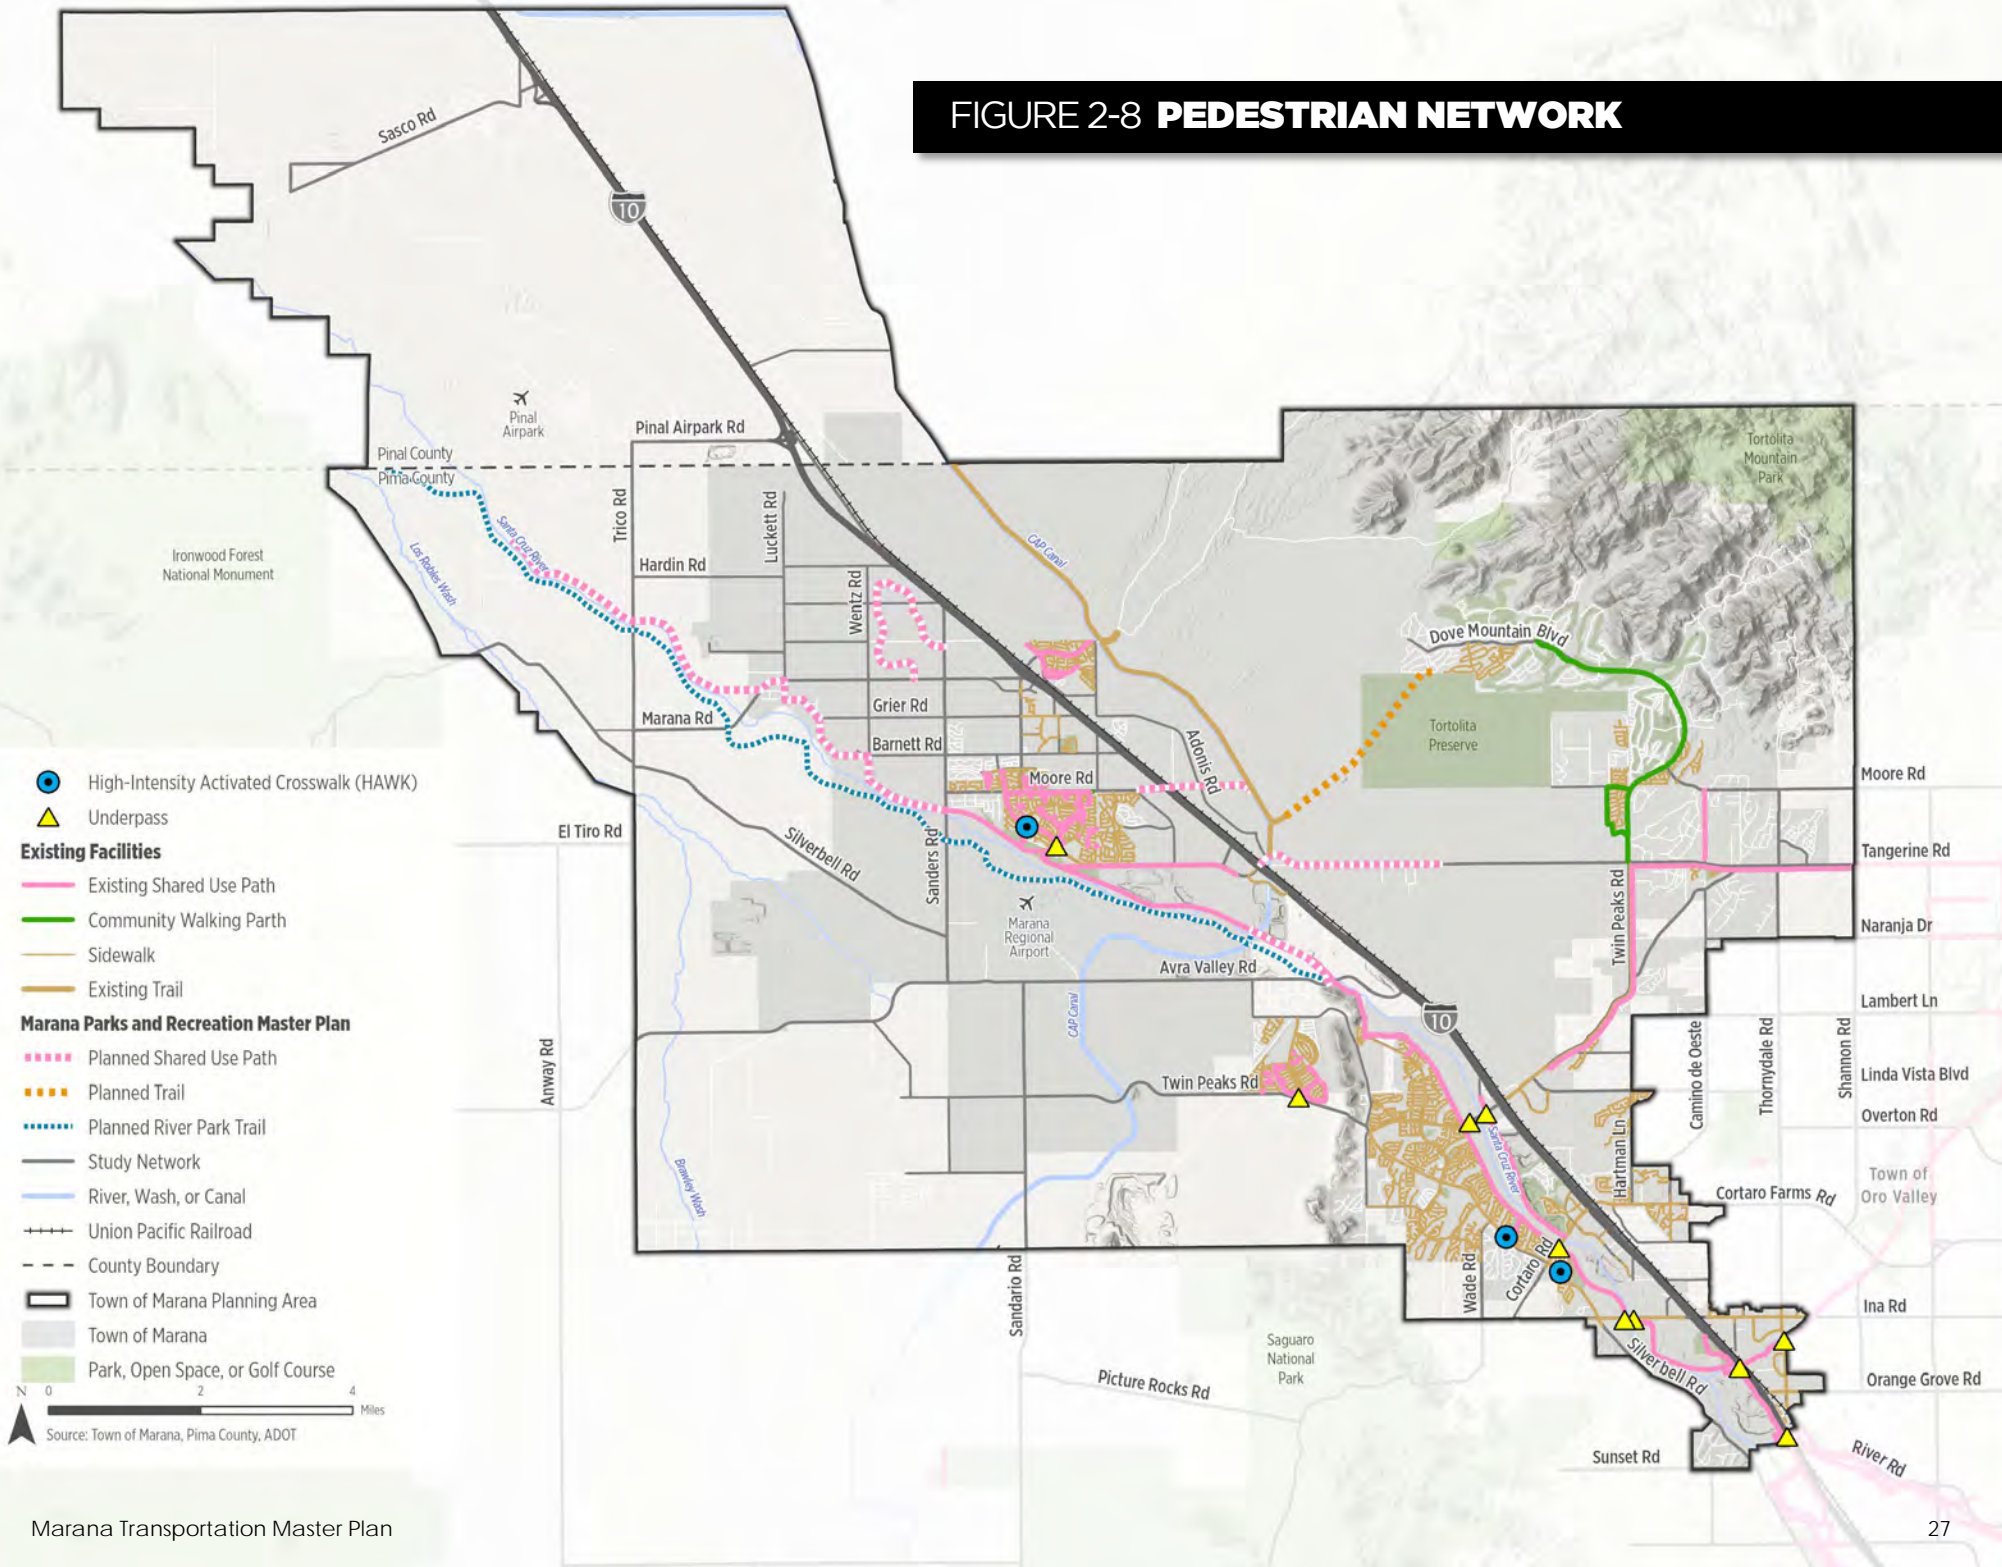 FIGURE 2-8 PEDESTRIAN NETWORK
Sasco Rd
10
Pinal
Airpark
Pinal Airpark Rd
Pinal County
Pima County
Tortolita
Mountain
Park
Trico Rd
Luckett Rd
Santa Cruz River
Los Robles Wash
CAP Canal
Ironwood Forest
National Monument
Hardin Rd
Wentz Rd
Dove Mountain Blvd
Grier Rd
Marana Rd
Barnett Rd
Adonis Rd
Tortolita
Preserve
Moore Rd
Moore Rd
El Tiro Rd
Silverbell Rd
Sanders Rd
Tangerine Rd
Twin Peaks Rd
Marana
Regional
Airport
Naranja Dr
Avra Valley Rd
CAP Canal
10
Lambert Ln
Anway Rd
Camino de Oeste
Thornydale Rd
Shannon Rd
Twin Peaks Rd
Linda Vista Blvd
Overton Rd
Hartman Ln
Santa Cruz River
Brawley Wash
Town of
Oro Valley
Cortaro Farms Rd
Sandario Rd
Wade Rd
Cortaro Rd
Ina Rd
Saguaro
National
Park
Silverbell Rd
Picture Rocks Rd
Orange Grove Rd
Sunset Rd
River Rd
High-Intensity Activated Crosswalk (HAWK)
Underpass
Existing Facilities
Existing Shared Use Path
Community Walking Parth
Sidewalk
Existing Trail
Marana Parks and Recreation Master Plan
Planned Shared Use Path
Planned Trail
Planned River Park Trail
Study Network
River, Wash, or Canal
Union Pacific Railroad
County Boundary
Town of Marana Planning Area
Town of Marana
Park, Open Space, or Golf Course
N 0 2 4
Miles
Source: Town of Marana, Pima County, ADOT
Marana Transportation Master Plan
27